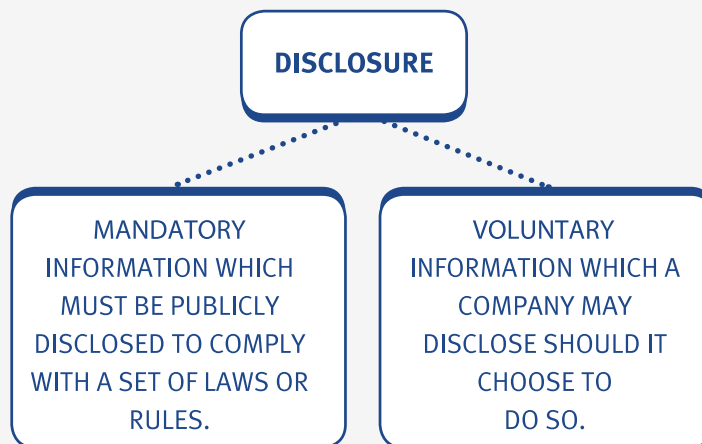 DISCLOSURE
MANDATORY
INFORMATION WHICH
MUST BE PUBLICLY
DISCLOSED TO COMPLY
WITH A SET OF LAWS OR
RULES.
VOLUNTARY
INFORMATION WHICH A
COMPANY MAY
DISCLOSE SHOULD IT
CHOOSE TO
DO SO.